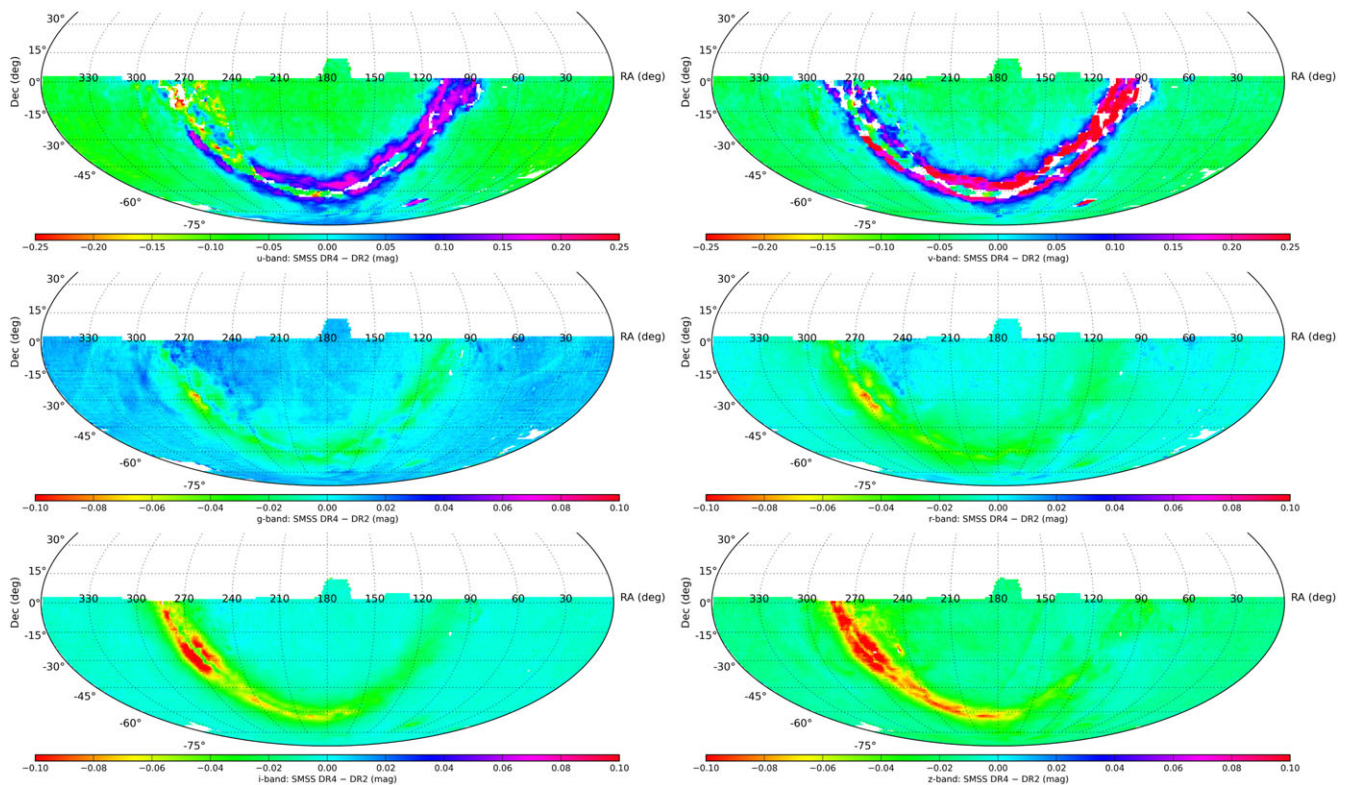 30°
15°
330 300 270 240 180 120 90 60 30
RA (deg)
Dec (deg)
0°
-15°
-30°
-45°
-60°
-75°
−0.25 −0.20 −0.15 −0.10 −0.05 0.00 0.05 0.10 0.15 0.20 0.25
u-band: SMSS DR4 − DR2 (mag)
30°
15°
330 300 270 240 180 120 90 60 30
RA (deg)
Dec (deg)
0°
-15°
-30°
-45°
-60°
-75°
−0.25 −0.20 −0.15 −0.10 −0.05 0.00 0.05 0.10 0.15 0.20 0.25
v-band: SMSS DR4 − DR2 (mag)
30°
15°
330 300 270 240 180 150 120 90 60 30
RA (deg)
Dec (deg)
0°
-15°
-30°
-45°
-60°
-75°
−0.10 −0.08 −0.06 −0.04 −0.02 0.00 0.02 0.04 0.06 0.08 0.10
g-band: SMSS DR4 − DR2 (mag)
30°
15°
330 300 270 240 180 150 120 90 60 30
RA (deg)
Dec (deg)
0°
-15°
-30°
-45°
-60°
-75°
−0.10 −0.08 −0.06 −0.04 −0.02 0.00 0.02 0.04 0.06 0.08 0.10
r-band: SMSS DR4 − DR2 (mag)
30°
15°
330 300 270 240 180 150 120 90 60 30
RA (deg)
Dec (deg)
0°
-15°
-30°
-45°
-60°
-75°
−0.10 −0.08 −0.06 −0.04 −0.02 0.00 0.02 0.04 0.06 0.08 0.10
i-band: SMSS DR4 − DR2 (mag)
30°
15°
330 300 270 240 180 150 120 90 60 30
RA (deg)
Dec (deg)
0°
-15°
-30°
-45°
-60°
-75°
−0.10 −0.08 −0.06 −0.04 −0.02 0.00 0.02 0.04 0.06 0.08 0.10
z-band: SMSS DR4 − DR2 (mag)